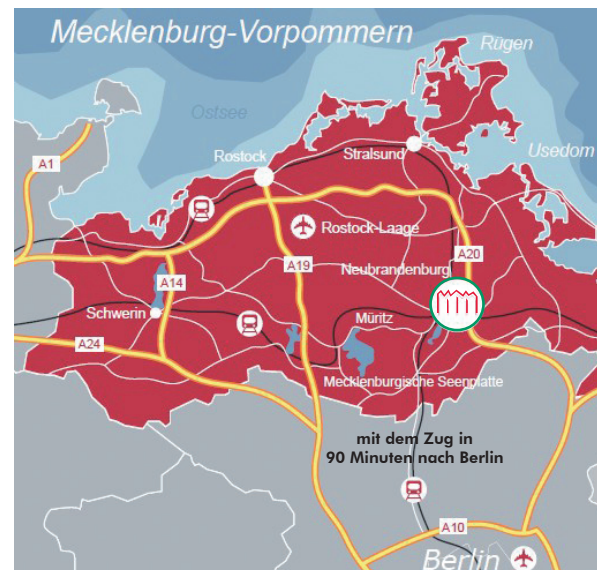 Mecklenburg-Vorpommern
Rügen
Ostsee
A1
Rostock
Stralsund
Usedom
Rostock-Laage
A20
A19
Neubrandenburg
A14
Schwerin
Müritz
A24
Mecklenburgische Seenplatte
mit dem Zug in
90 Minuten nach Berlin
A10
Berlin